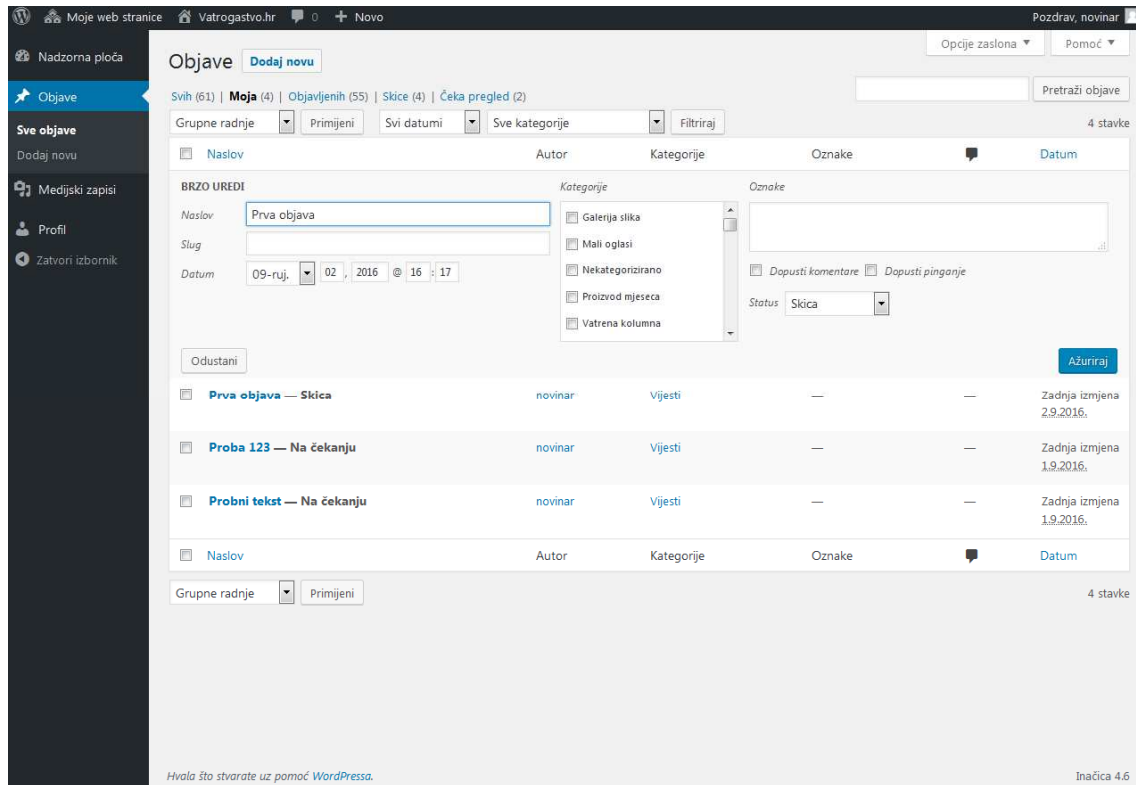 Moje web stranice Vatrogastvo.hr 0 + Novo Pozdrav, novinar
Nadzorna ploča
Objave
Sve objave
Dodaj novu
Medijski zapisi
Profil
Zatvori izbornik
Opcije zaslona Pomoć
Objave Dodaj novu
Svih (61) | Moja (4) | Objavljenih (55) | Skice (4) | Čeka pregled (2)
Pretraži objave
Grupne radnje Primijeni Svi datumi Sve kategorije Filtriraj 4 stavke
Naslov Autor Kategorije Oznake Datum
BRZO UREDI
Naslov Prva objava
Slug
Datum 09-ruj. 02 , 2016 @ 16 : 17
Kategorije
Galerija slika
Mali oglasi
Nekategorizirano
Proizvod mjeseca
Vatrena kolumna
Oznake
Dopusti komentare Dopusti pinganje
Status Skica
Odustani Ažuriraj
Prva objava — Skica novinar Vijesti — — Zadnja izmjena
2.9.2016.
Proba 123 — Na čekanju novinar Vijesti — — Zadnja izmjena
1.9.2016.
Probni tekst — Na čekanju novinar Vijesti — — Zadnja izmjena
1.9.2016.
Naslov Autor Kategorije Oznake Datum
Grupne radnje Primijeni 4 stavke
Hvala što stvarate uz pomoć WordPressa. Inačica 4.6